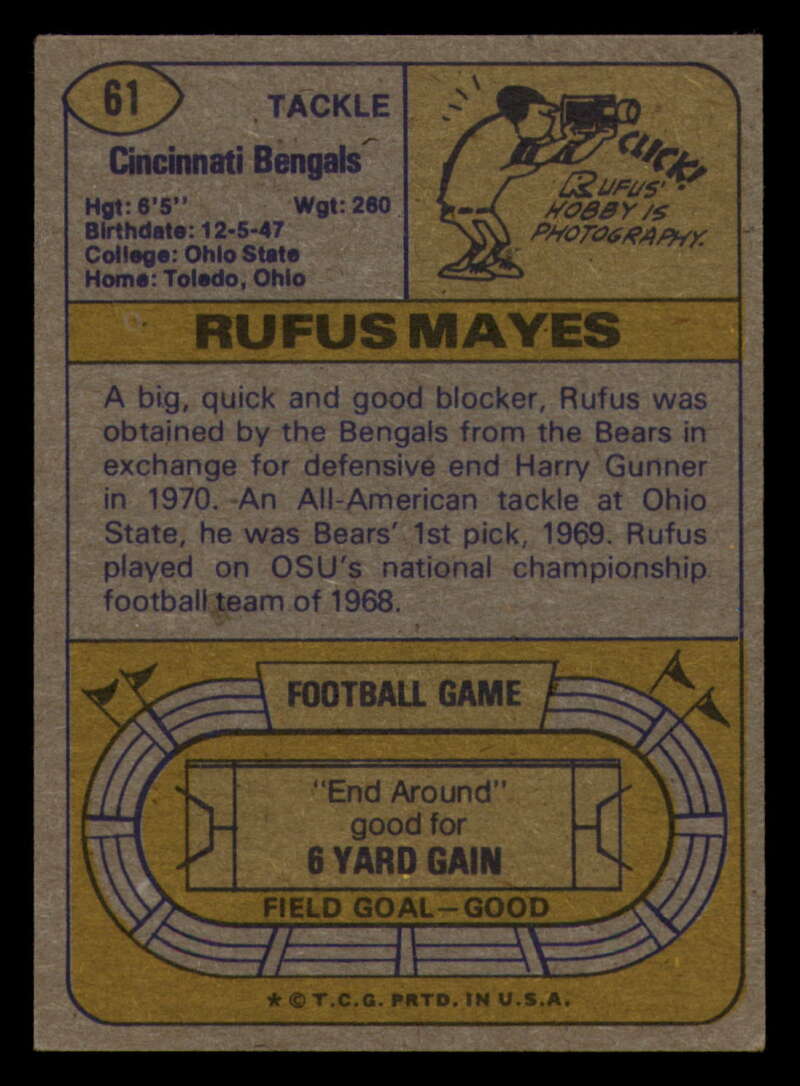 61
TACKLE
Cincinnati Bengals
Hgt: 6'5" Wgt: 260
Birthdate: 12-5-47
College: Ohio State
Home: Toledo, Ohio
CLICK!
RUFUS'
HOBBY IS
PHOTOGRAPHY.
RUFUS MAYES
A big, quick and good blocker, Rufus was
obtained by the Bengals from the Bears in
exchange for defensive end Harry Gunner
in 1970. An All-American tackle at Ohio
State, he was Bears' 1st pick, 1969. Rufus
played on OSU's national championship
football team of 1968.
FOOTBALL GAME
"End Around"
good for
6 YARD GAIN
FIELD GOAL—GOOD
* © T.C.G. PRTD. IN U.S.A.